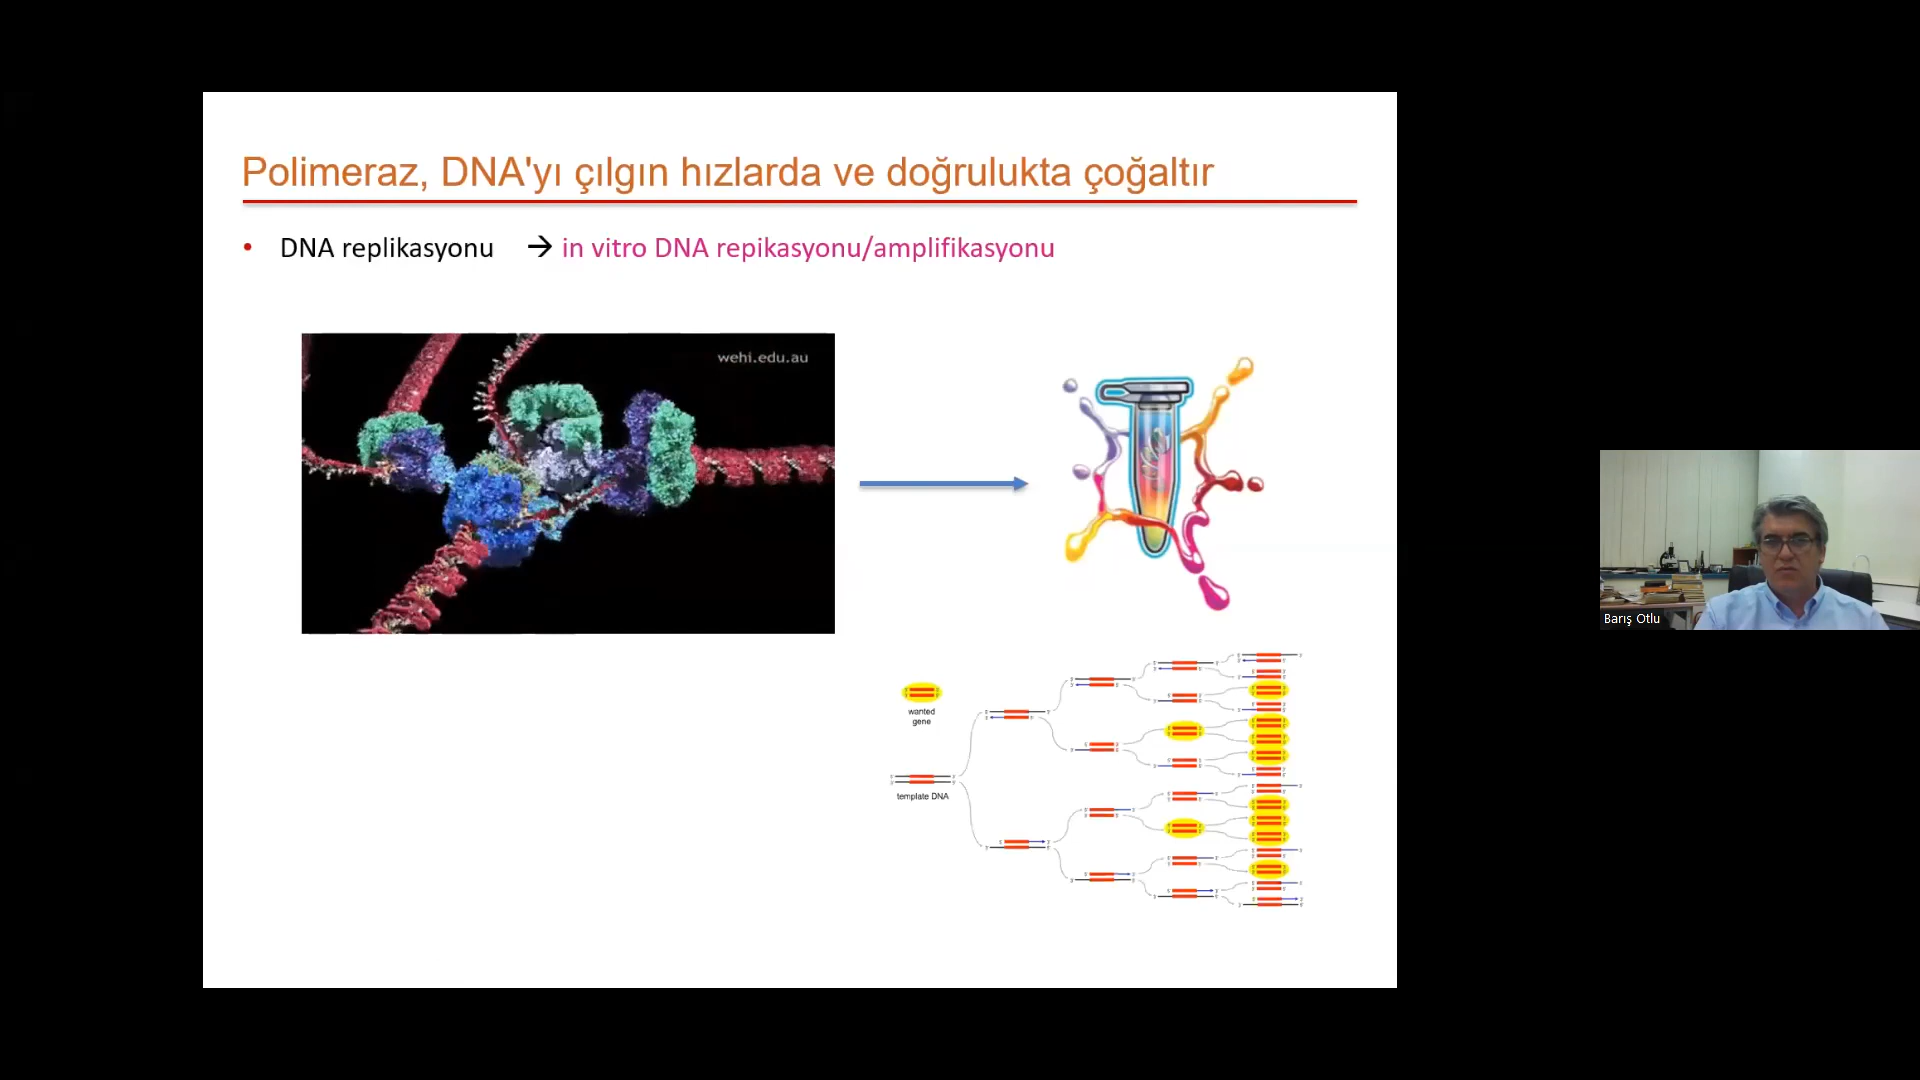 Polimeraz, DNA'yı çılgın hızlarda ve doğrulukta çoğaltır
• DNA replikasyonu → in vitro DNA repikasyonu/amplifikasyonu
wehi.edu.au
wanted
gene
template DNA
Barış Otlu